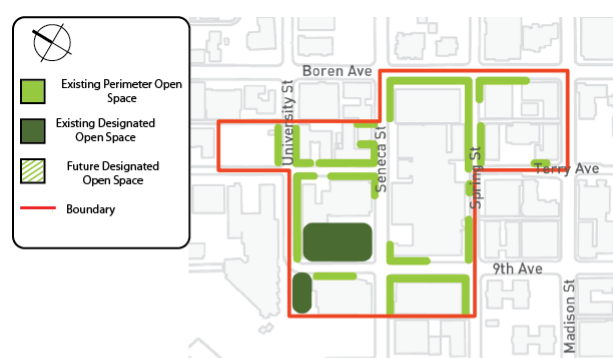 Existing Perimeter Open
Space
Existing Designated
Open Space
Future Designated
Open Space
Boundary
Boren Ave
University St
Seneca St
Spring St
Terry Ave
9th Ave
Madison St